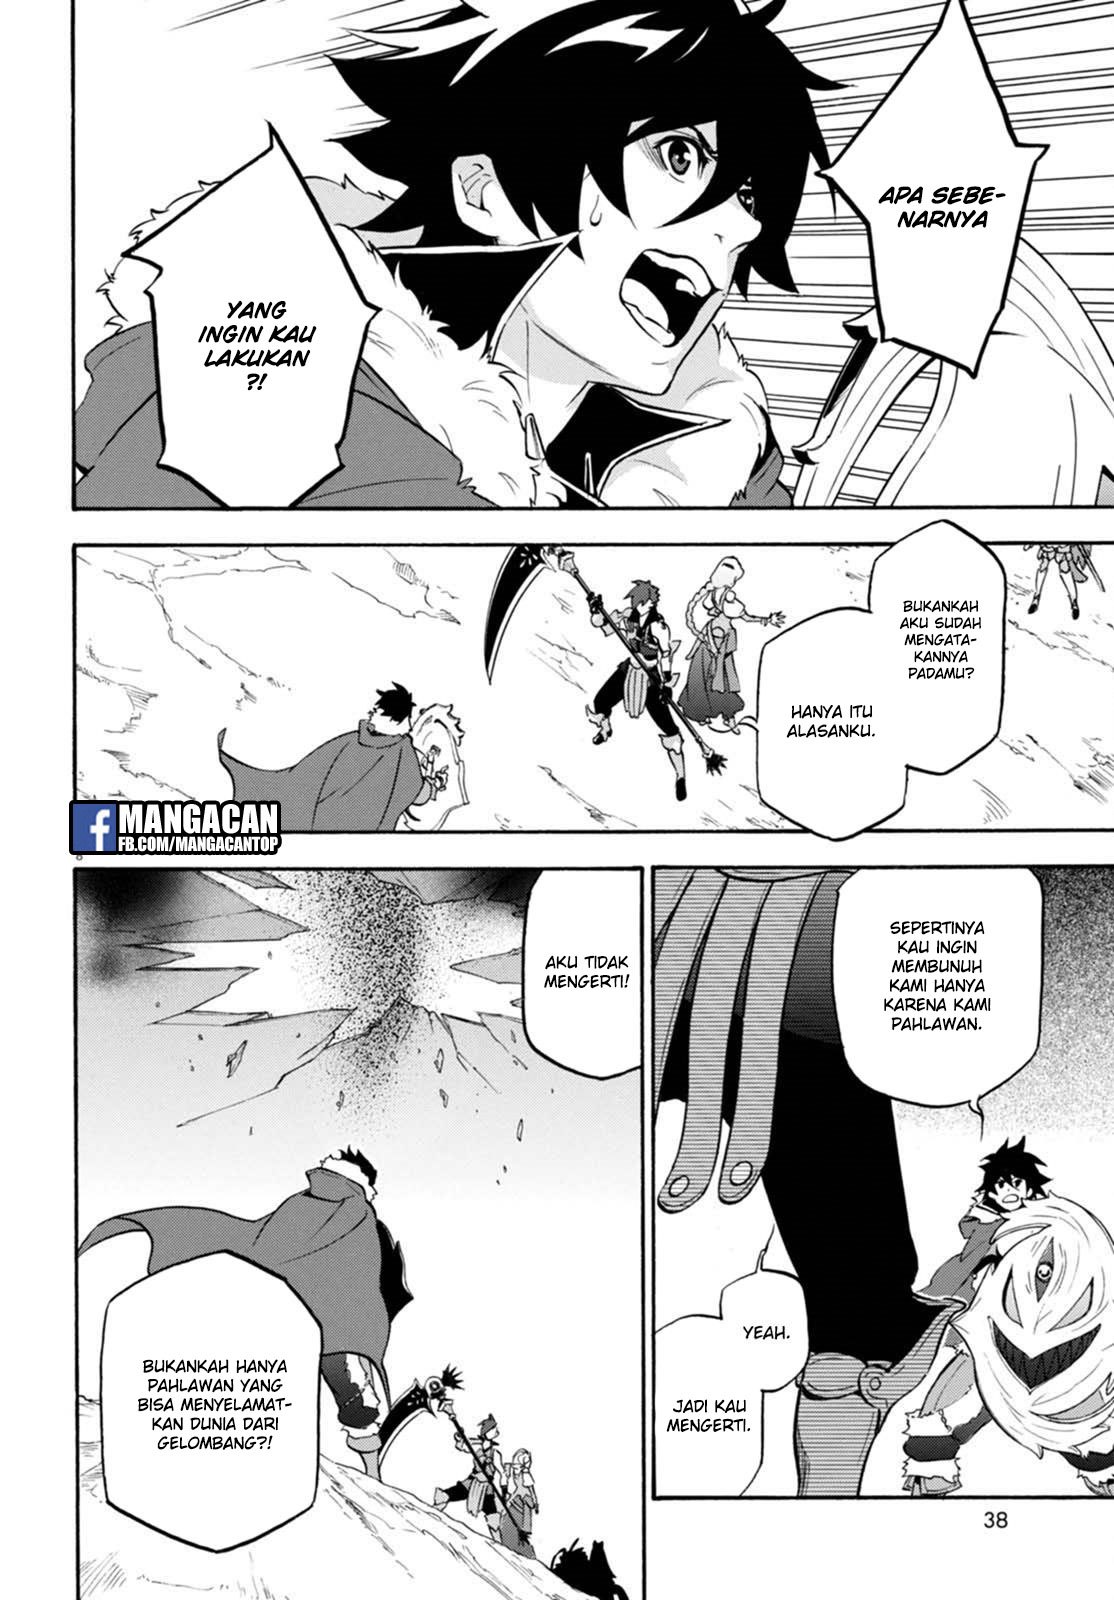 APA SEBE-
NARNYA
YANG
INGIN KAU
LAKUKAN
?!
BUKANKAH
AKU SUDAH
MENGATA-
KANNYA
PADAMU?
HANYA ITU
ALASANKU.
MANGACAN
FB.COM/MANGACANTOP
8
SEPERTINYA
KAU INGIN
MEMBUNUH
KAMI HANYA
KARENA KAMI
PAHLAWAN.
YEAH.
JADI KAU
MENGERTI.
AKU TIDAK
MENGERTI!
BUKANKAH HANYA
PAHLAWAN YANG
BISA MENYELAMAT-
KAN DUNIA DARI
GELOMBANG?!
38